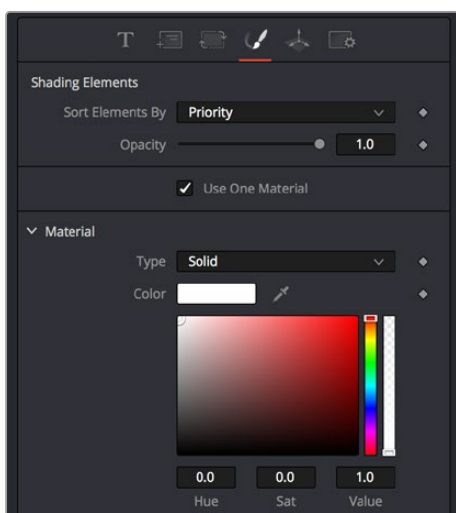 T
Shading Elements
Sort Elements By Priority
Opacity 1.0
Use One Material
Material
Type Solid
Color
0.0 0.0 1.0
Hue Sat Value